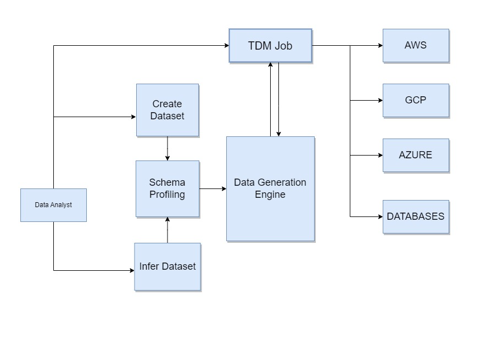 TDM Job
AWS
Create
Dataset
GCP
Schema
Profiling
Data Generation
Engine
AZURE
Data Analyst
DATABASES
Infer Dataset